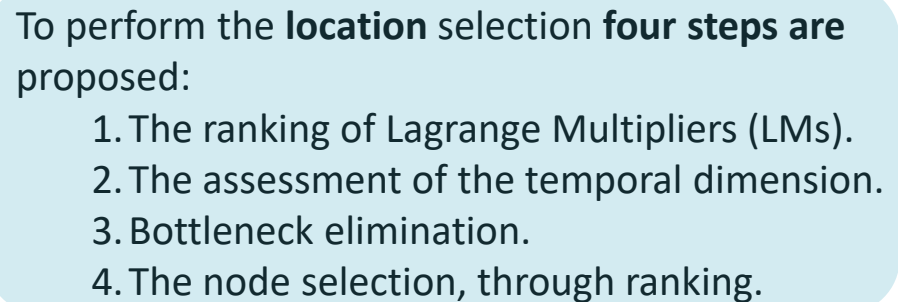 To perform the location selection four steps are
proposed:
1. The ranking of Lagrange Multipliers (LMs).
2. The assessment of the temporal dimension.
3. Bottleneck elimination.
4. The node selection, through ranking.